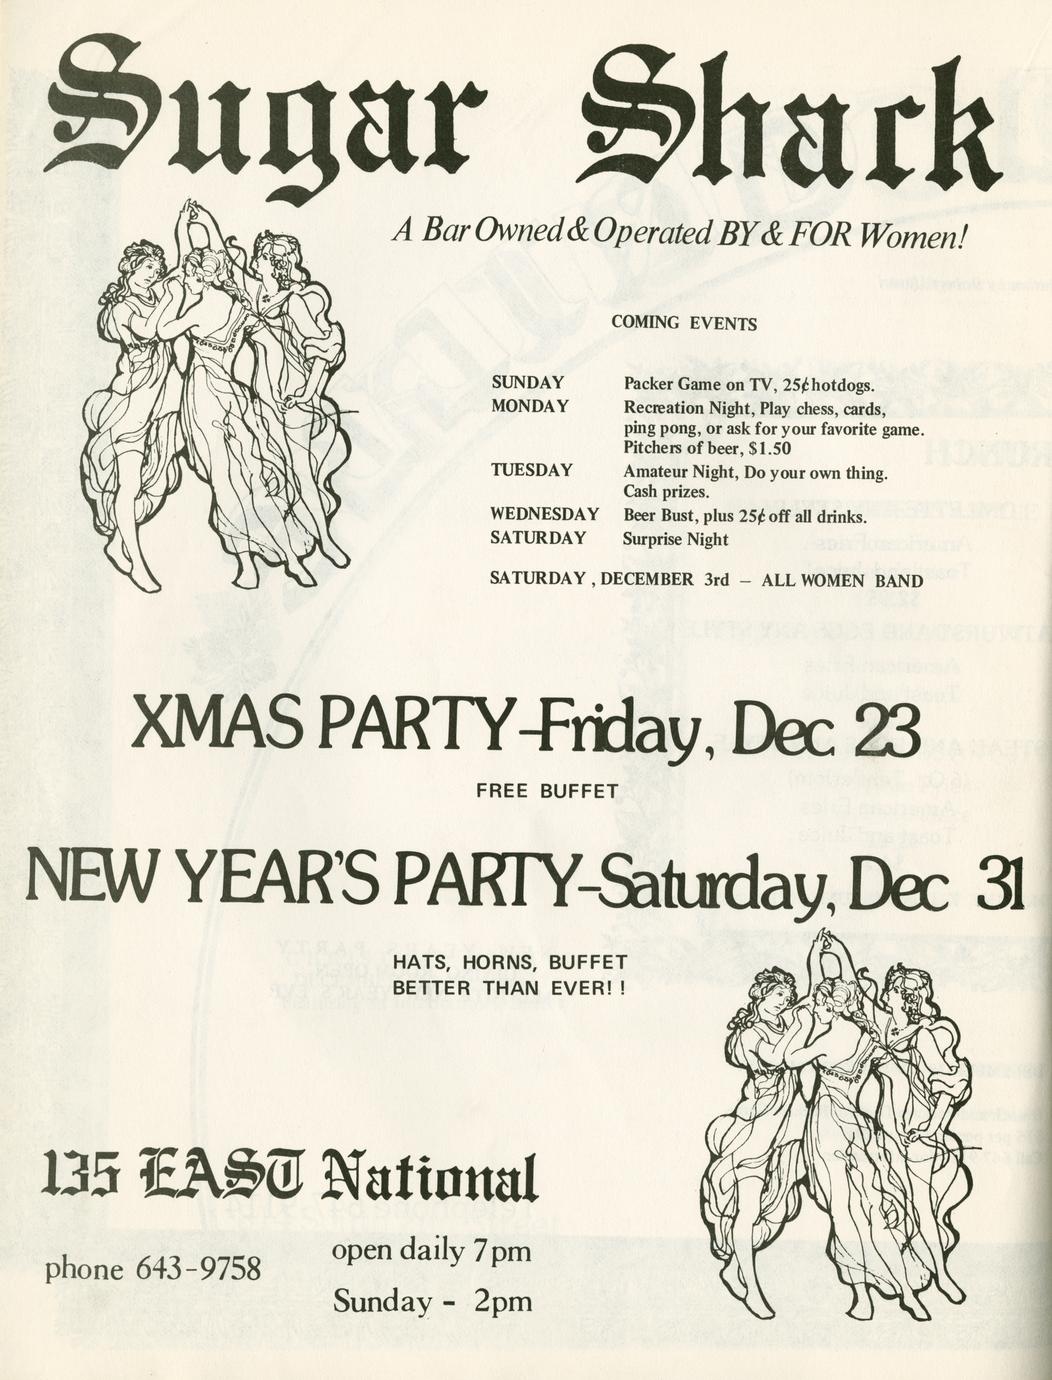 Sugar Shack
A Bar Owned & Operated BY & FOR Women!
COMING EVENTS
SUNDAY Packer Game on TV, 25¢ hotdogs.
MONDAY Recreation Night, Play chess, cards,
ping pong, or ask for your favorite game.
Pitchers of beer, $1.50
TUESDAY Amateur Night, Do your own thing.
Cash prizes.
WEDNESDAY Beer Bust, plus 25¢ off all drinks.
SATURDAY Surprise Night
SATURDAY, DECEMBER 3rd – ALL WOMEN BAND
XMAS PARTY–Friday, Dec 23
FREE BUFFET
NEW YEAR'S PARTY–Saturday, Dec 31
HATS, HORNS, BUFFET
BETTER THAN EVER!!
135 EAST National
phone 643-9758
open daily 7pm
Sunday - 2pm